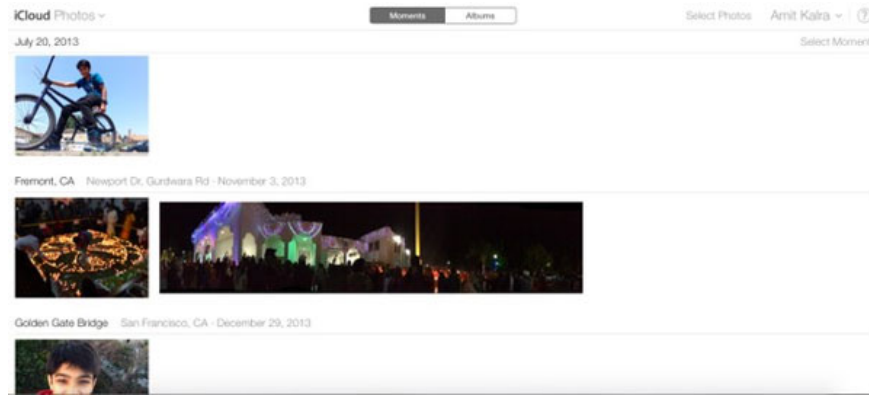 iCloud Photos Moments Albums Select Photos Amit Kalra
July 20, 2013 Select Momen
Fremont, CA Newport Dr, Gurdwara Rd · November 3, 2013
Golden Gate Bridge San Francisco, CA · December 29, 2013